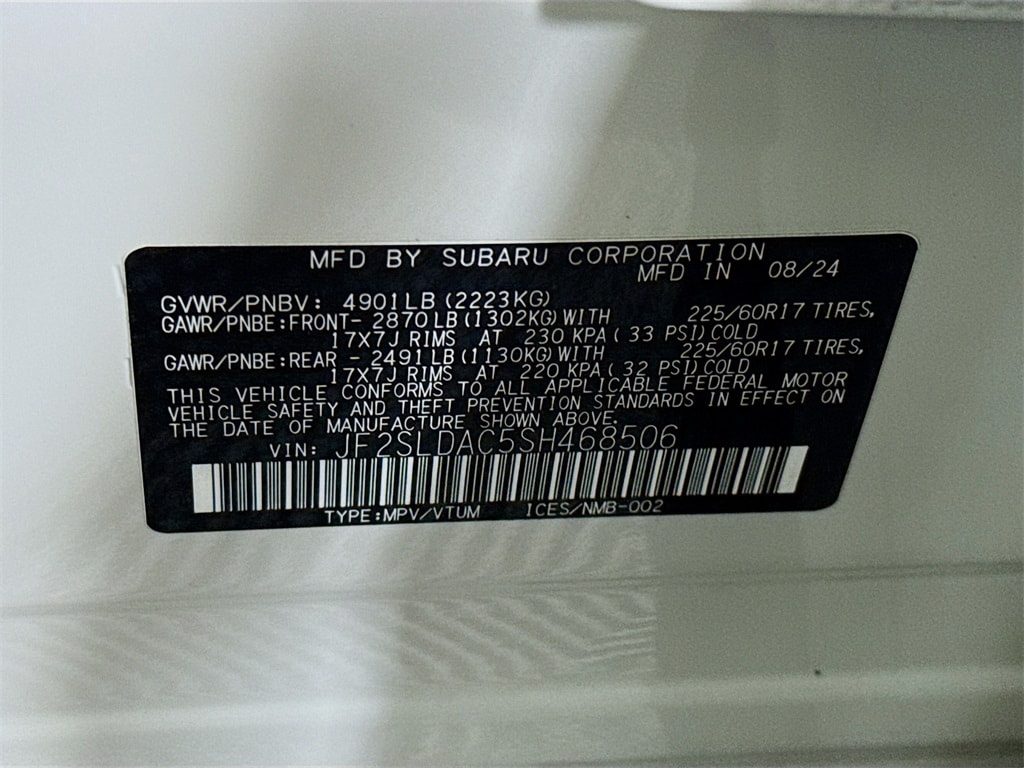 MFD BY SUBARU CORPORATION
MFD IN 08/24
GVWR/PNBV: 4901LB(2223KG)
GAWR/PNBE:FRONT- 2870LB(1302KG)WITH 225/60R17 TIRES,
17X7J RIMS AT 230 KPA( 33 PSI)COLD
GAWR/PNBE:REAR - 2491LB(1130KG)WITH 225/60R17 TIRES,
17X7J RIMS AT 220 KPA( 32 PSI)COLD
THIS VEHICLE CONFORMS TO ALL APPLICABLE FEDERAL MOTOR
VEHICLE SAFETY AND THEFT PREVENTION STANDARDS IN EFFECT ON
THE DATE OF MANUFACTURE SHOWN ABOVE.
VIN: JF2SLDAC5SH468506
TYPE:MPV/VTUM ICES/NMB-002